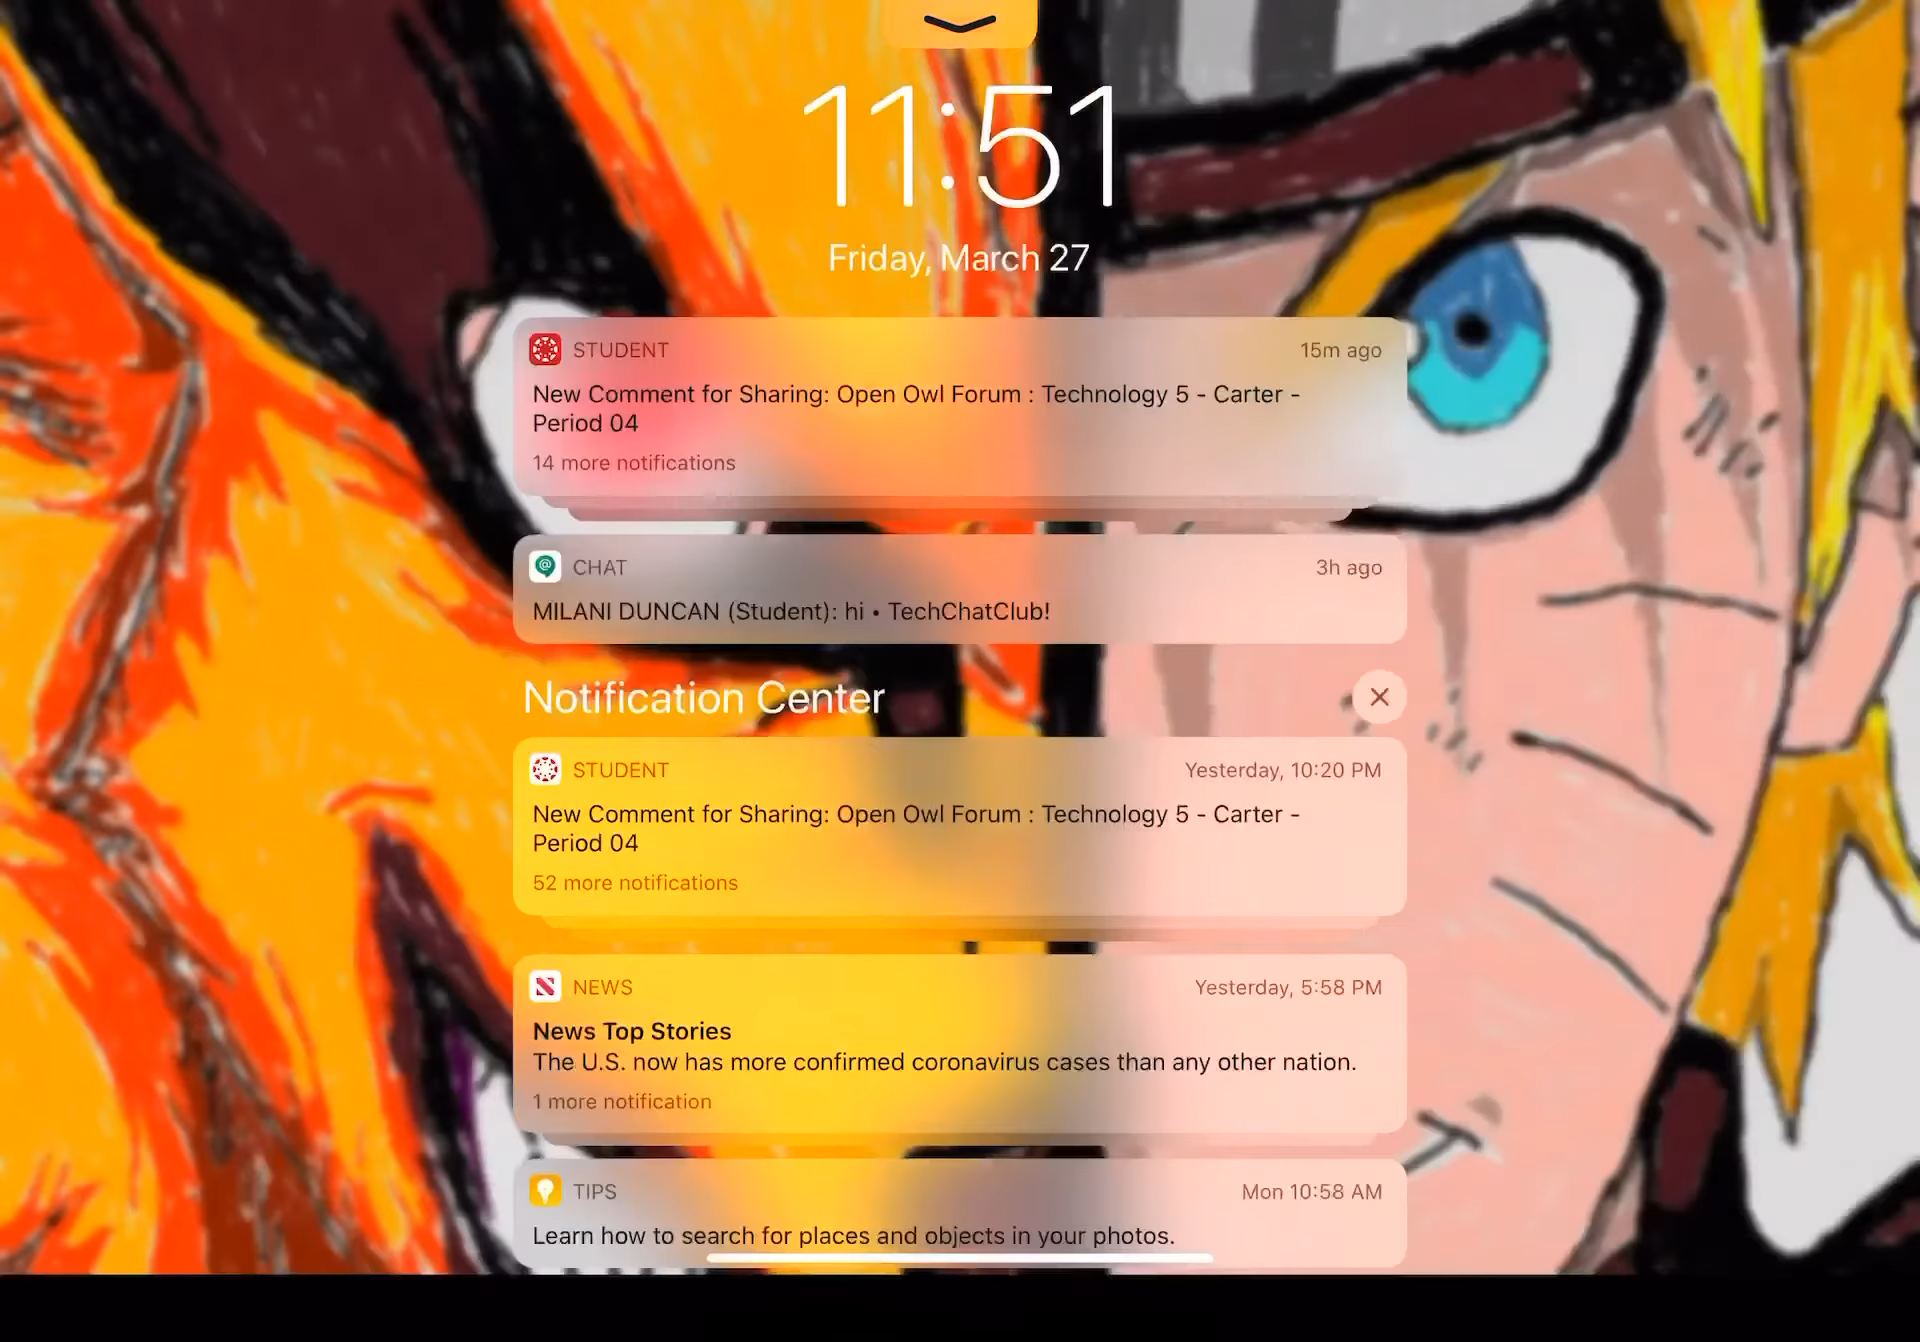 11:51
Friday, March 27
STUDENT
15m ago
New Comment for Sharing: Open Owl Forum : Technology 5 - Carter -
Period 04
14 more notifications
CHAT
3h ago
MILANI DUNCAN (Student): hi • TechChatClub!
Notification Center
STUDENT
Yesterday, 10:20 PM
New Comment for Sharing: Open Owl Forum : Technology 5 - Carter -
Period 04
52 more notifications
NEWS
Yesterday, 5:58 PM
News Top Stories
The U.S. now has more confirmed coronavirus cases than any other nation.
1 more notification
TIPS
Mon 10:58 AM
Learn how to search for places and objects in your photos.